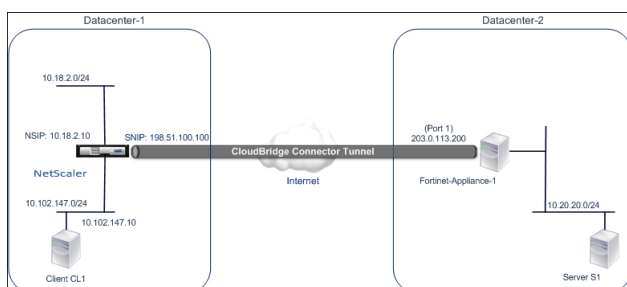 Datacenter-1
Datacenter-2
10.18.2.0/24
NSIP: 10.18.2.10
SNIP: 198.51.100.100
(Port 1)
203.0.113.200
CloudBridge Connector Tunnel
NetScaler
Internet
Fortinet-Appliance-1
10.102.147.0/24
10.20.20.0/24
10.102.147.10
Client CL1
Server S1